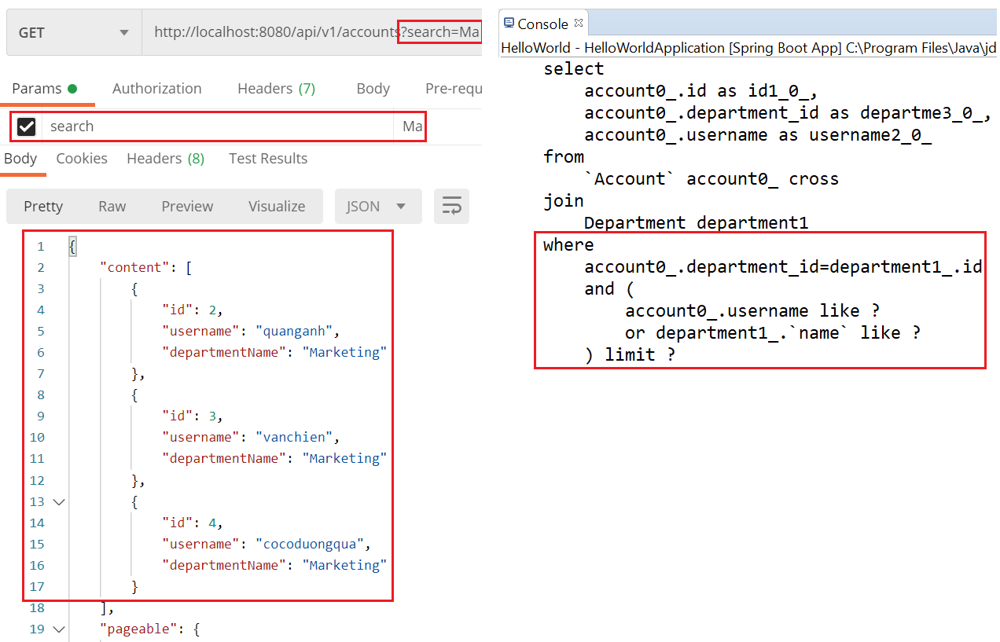 GET http://localhost:8080/api/v1/accounts?search=Ma
Params Authorization Headers (7) Body Pre-requ
search Ma
Body Cookies Headers (8) Test Results
Pretty Raw Preview Visualize JSON
1 {
2 "content": [
3 {
4 "id": 2,
5 "username": "quanganh",
6 "departmentName": "Marketing"
7 },
8 {
9 "id": 3,
10 "username": "vanchien",
11 "departmentName": "Marketing"
12 },
13 {
14 "id": 4,
15 "username": "cocoduongqua",
16 "departmentName": "Marketing"
17 }
18 ],
19 "pageable": {
Console
HelloWorld - HelloWorldApplication [Spring Boot App] C:\Program Files\Java\jd
select
account0_.id as id1_0_,
account0_.department_id as departme3_0_,
account0_.username as username2_0_
from
`Account` account0_ cross
join
Department department1
where
account0_.department_id=department1_.id
and (
account0_.username like ?
or department1_.`name` like ?
) limit ?